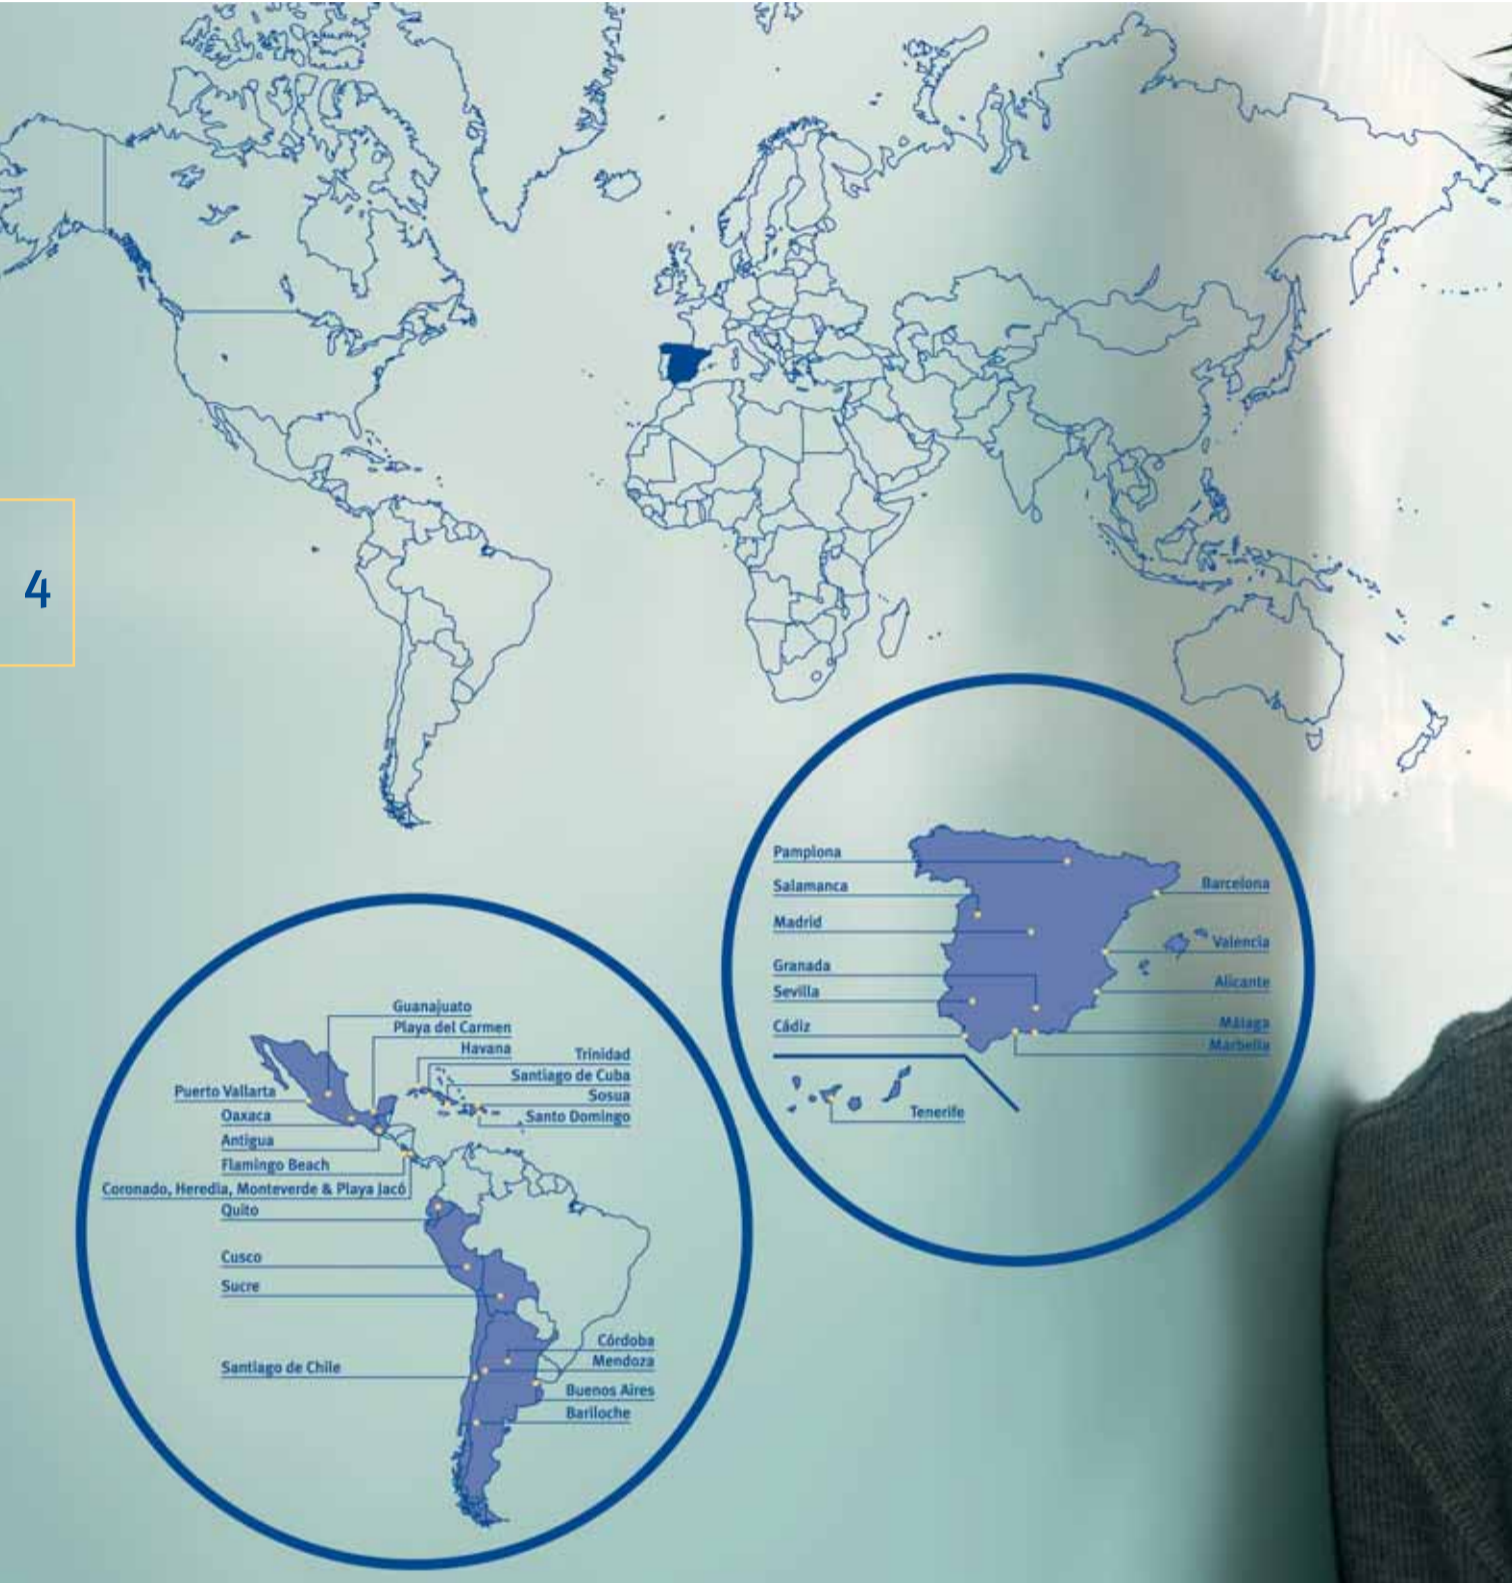 4
Pamplona
Salamanca
Barcelona
Madrid
Valencia
Granada
Alicante
Sevilla
Cádiz
Málaga
Marbella
Tenerife
Guanajuato
Playa del Carmen
Havana
Trinidad
Santiago de Cuba
Puerto Vallarta
Sosua
Oaxaca
Santo Domingo
Antigua
Flamingo Beach
Coronado, Heredia, Monteverde & Playa Jacó
Quito
Cusco
Sucre
Córdoba
Santiago de Chile
Mendoza
Buenos Aires
Bariloche